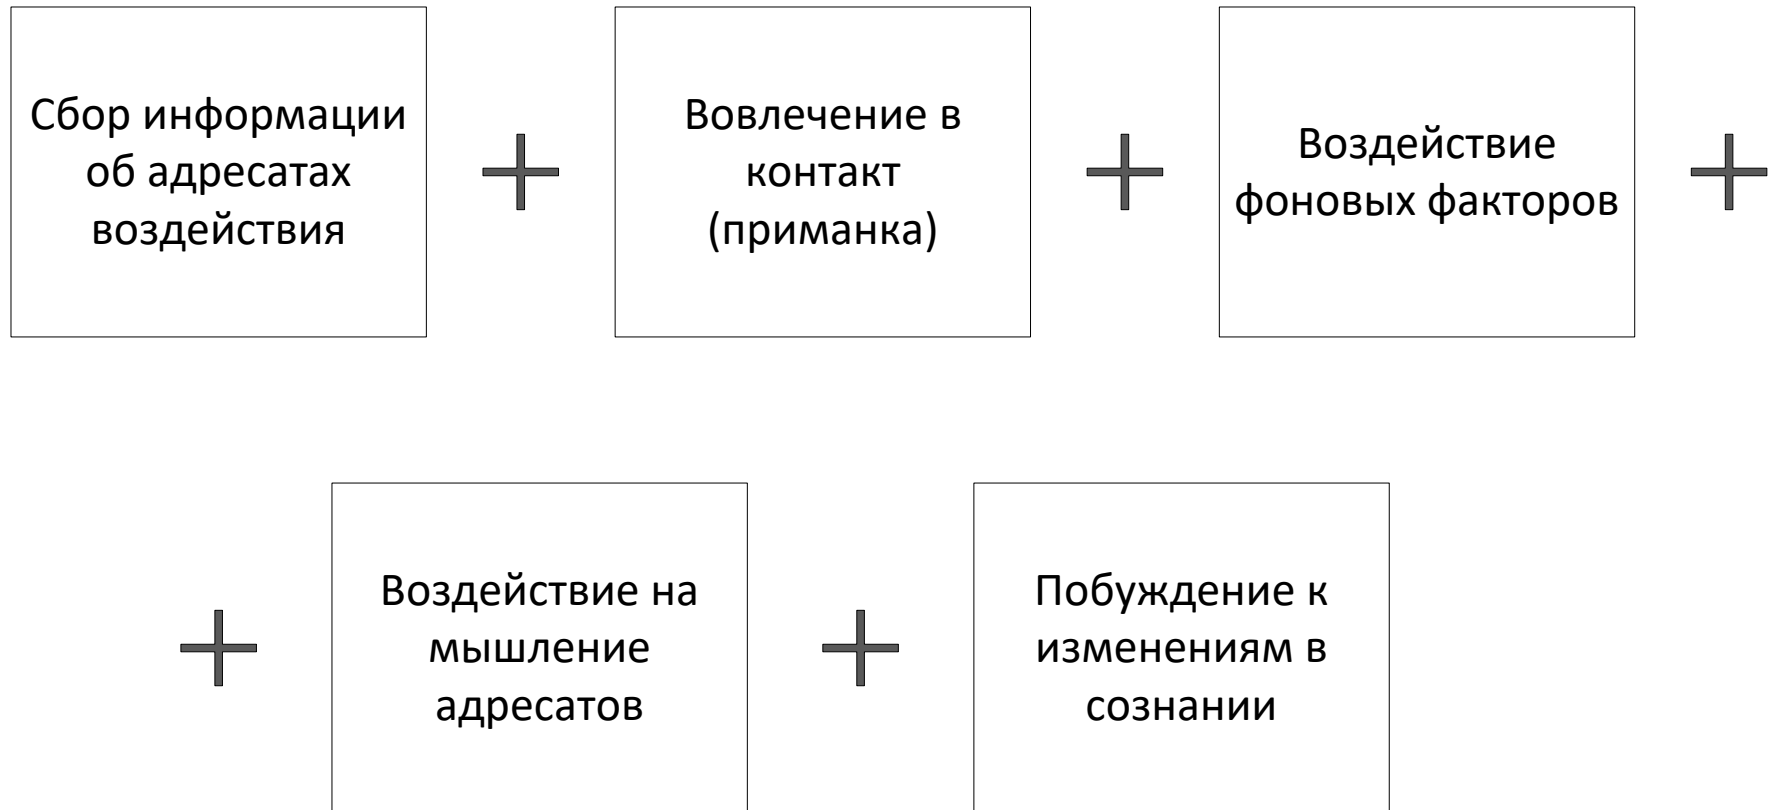 Сбор информации
об адресатах
воздействия
Вовлечение в
контакт
(приманка)
Воздействие
фоновых факторов
Воздействие на
мышление
адресатов
Побуждение к
изменениям в
сознании